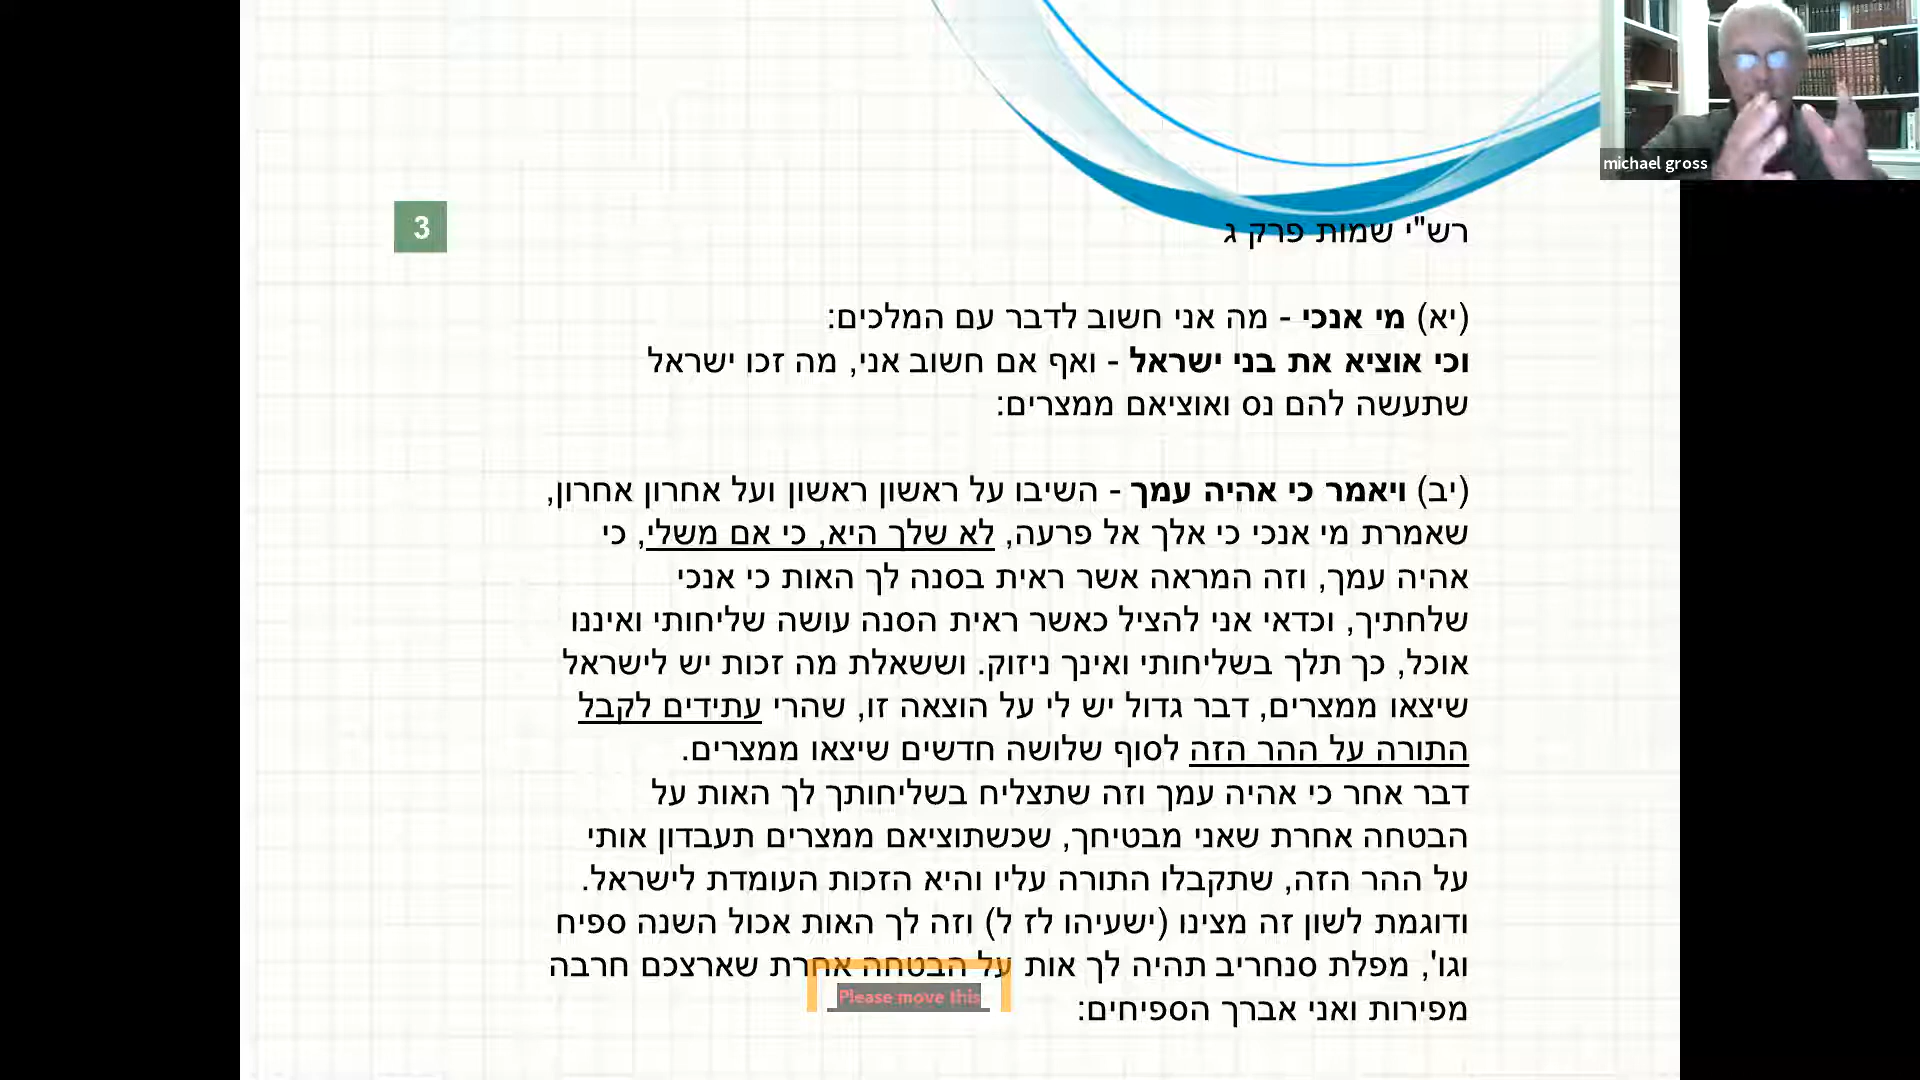 michael gross
3
רש"י שמות פרק ג
(יא) מי אנכי - מה אני חשוב לדבר עם המלכים:
וכי אוציא את בני ישראל - ואף אם חשוב אני, מה זכו ישראל
שתעשה להם נס ואוציאם ממצרים:
(יב) ויאמר כי אהיה עמך - השיבו על ראשון ראשון ועל אחרון אחרון,
שאמרת מי אנכי כי אלך אל פרעה, לא שלך היא, כי אם משלי, כי
אהיה עמך, וזה המראה אשר ראית בסנה לך האות כי אנכי
שלחתיך, וכדאי אני להציל כאשר ראית הסנה עושה שליחותי ואיננו
אוכל, כך תלך בשליחותי ואינך ניזוק. וששאלת מה זכות יש לישראל
שיצאו ממצרים, דבר גדול יש לי על הוצאה זו, שהרי עתידים לקבל
התורה על ההר הזה לסוף שלושה חדשים שיצאו ממצרים.
דבר אחר כי אהיה עמך וזה שתצליח בשליחותך לך האות על
הבטחה אחרת שאני מבטיחך, שכשתוציאם ממצרים תעבדון אותי
על ההר הזה, שתקבלו התורה עליו והיא הזכות העומדת לישראל.
ודוגמת לשון זה מצינו (ישעיהו לז ל) וזה לך האות אכול השנה ספיח
וגו', מפלת סנחריב תהיה לך אות על הבטחה אחרת שארצכם חרבה
מפירות ואני אברך הספיחים:
Please move this